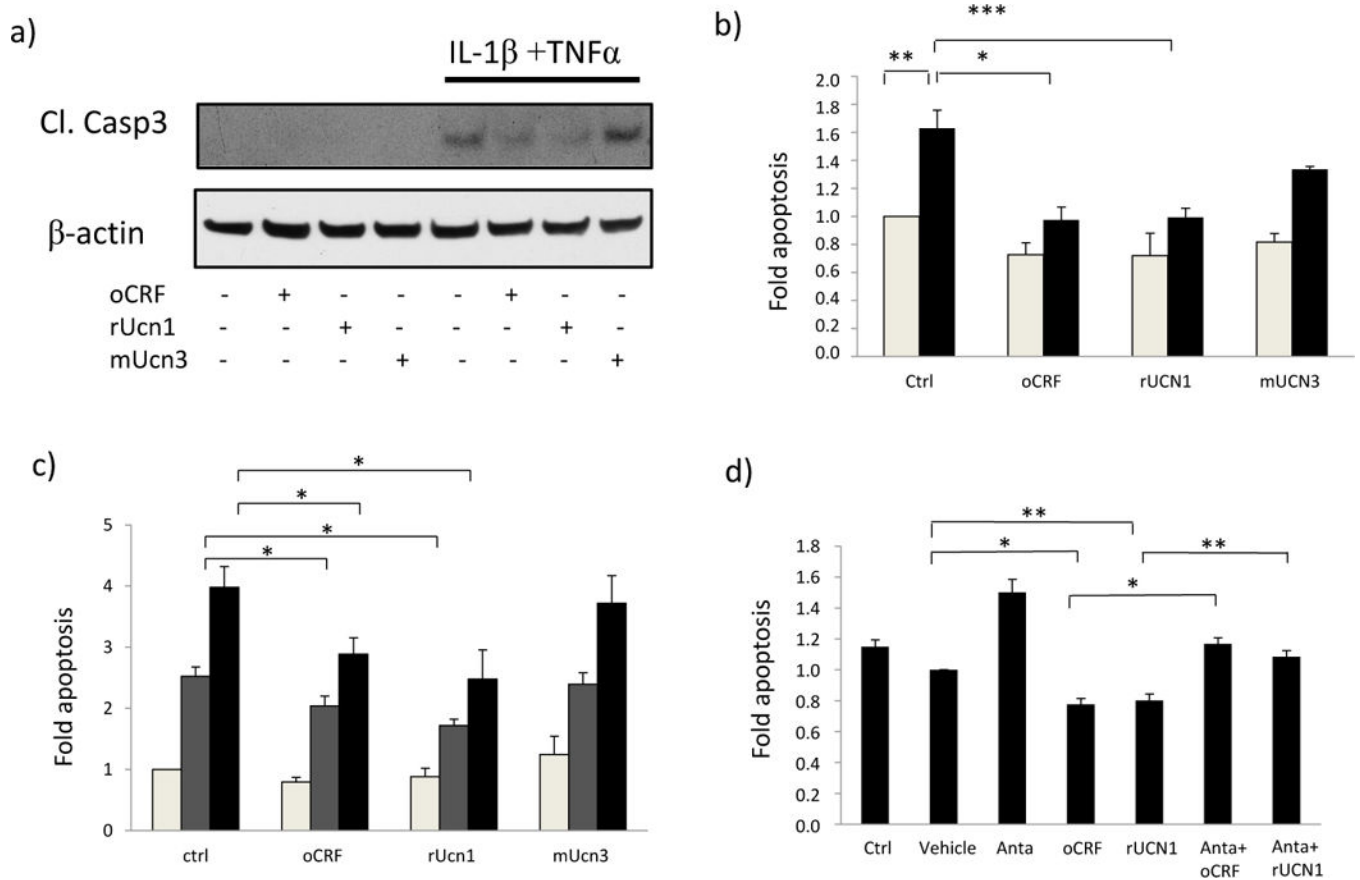 a)
IL-1β +TNFα
Cl. Casp3
β-actin
oCRF - + - - - + - -
rUcn1 - - + - - - + -
mUcn3 - - - + - - - +
b)
***
** *
Fold apoptosis
2.0
1.8
1.6
1.4
1.2
1.0
0.8
0.6
0.4
0.2
0.0
Ctrl oCRF rUCN1 mUCN3
c)
*
*
*
*
Fold apoptosis
5
4
3
2
1
0
ctrl oCRF rUcn1 mUcn3
d)
**
* **
*
Fold apoptosis
1.8
1.6
1.4
1.2
1.0
0.8
0.6
0.4
0.2
0.0
Ctrl Vehicle Anta oCRF rUCN1 Anta+ Anta+
oCRF rUCN1